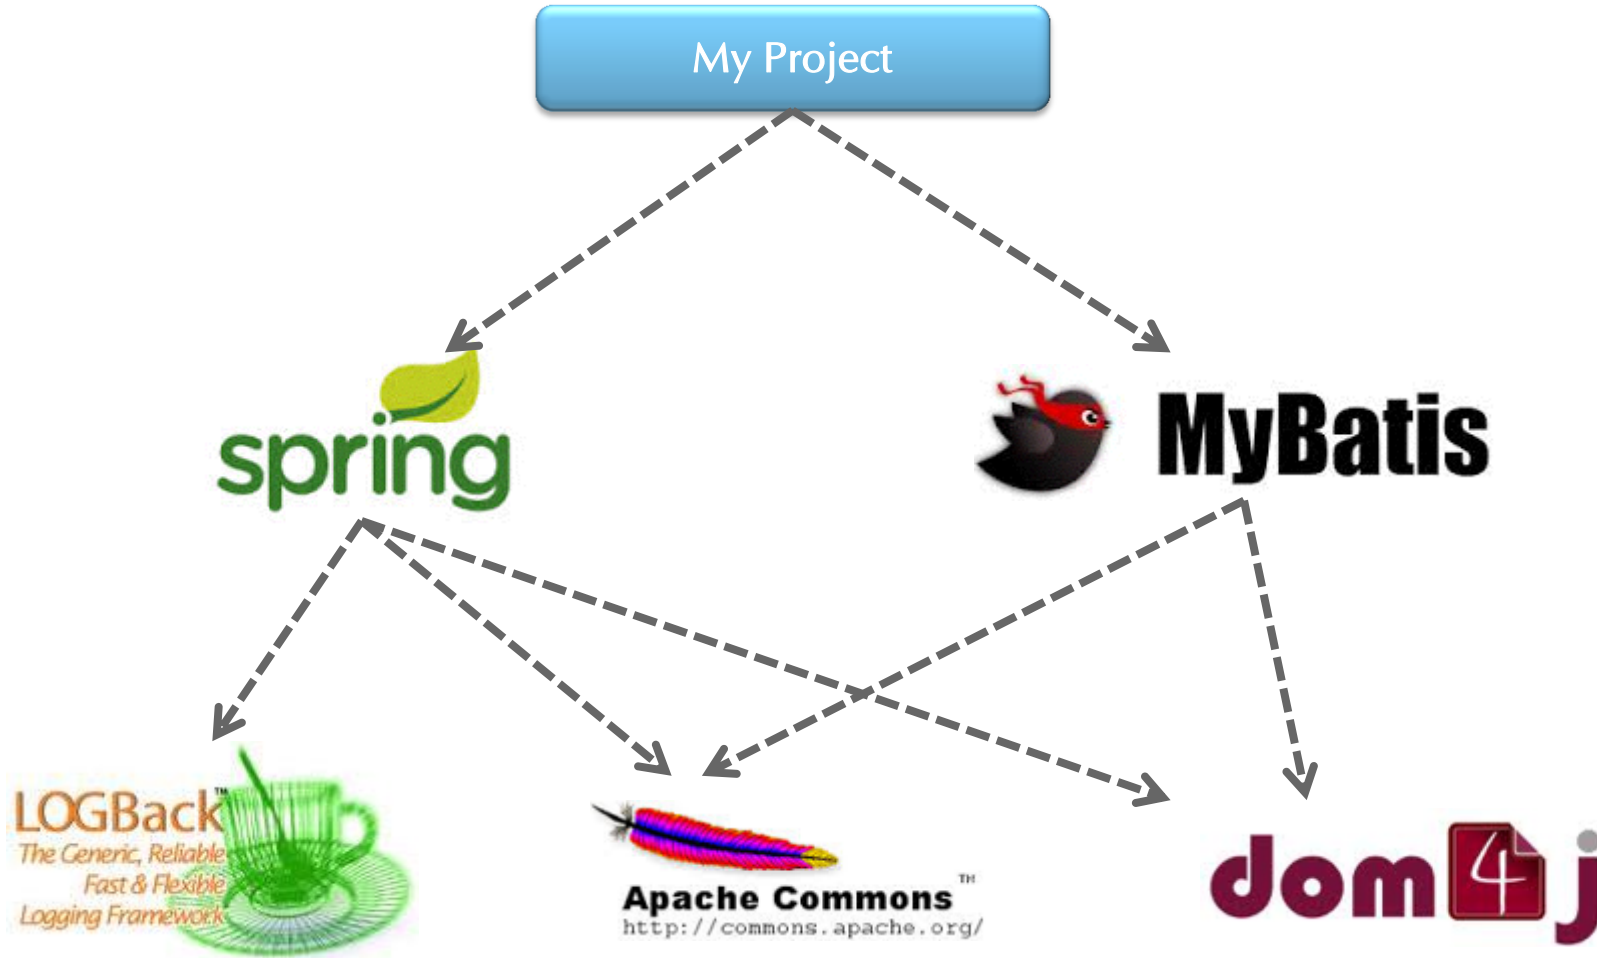 My Project
spring
MyBatis
LOGBack™
The Generic, Reliable
Fast & Flexible
Logging Framework
Apache Commons™
http://commons.apache.org/
dom4j